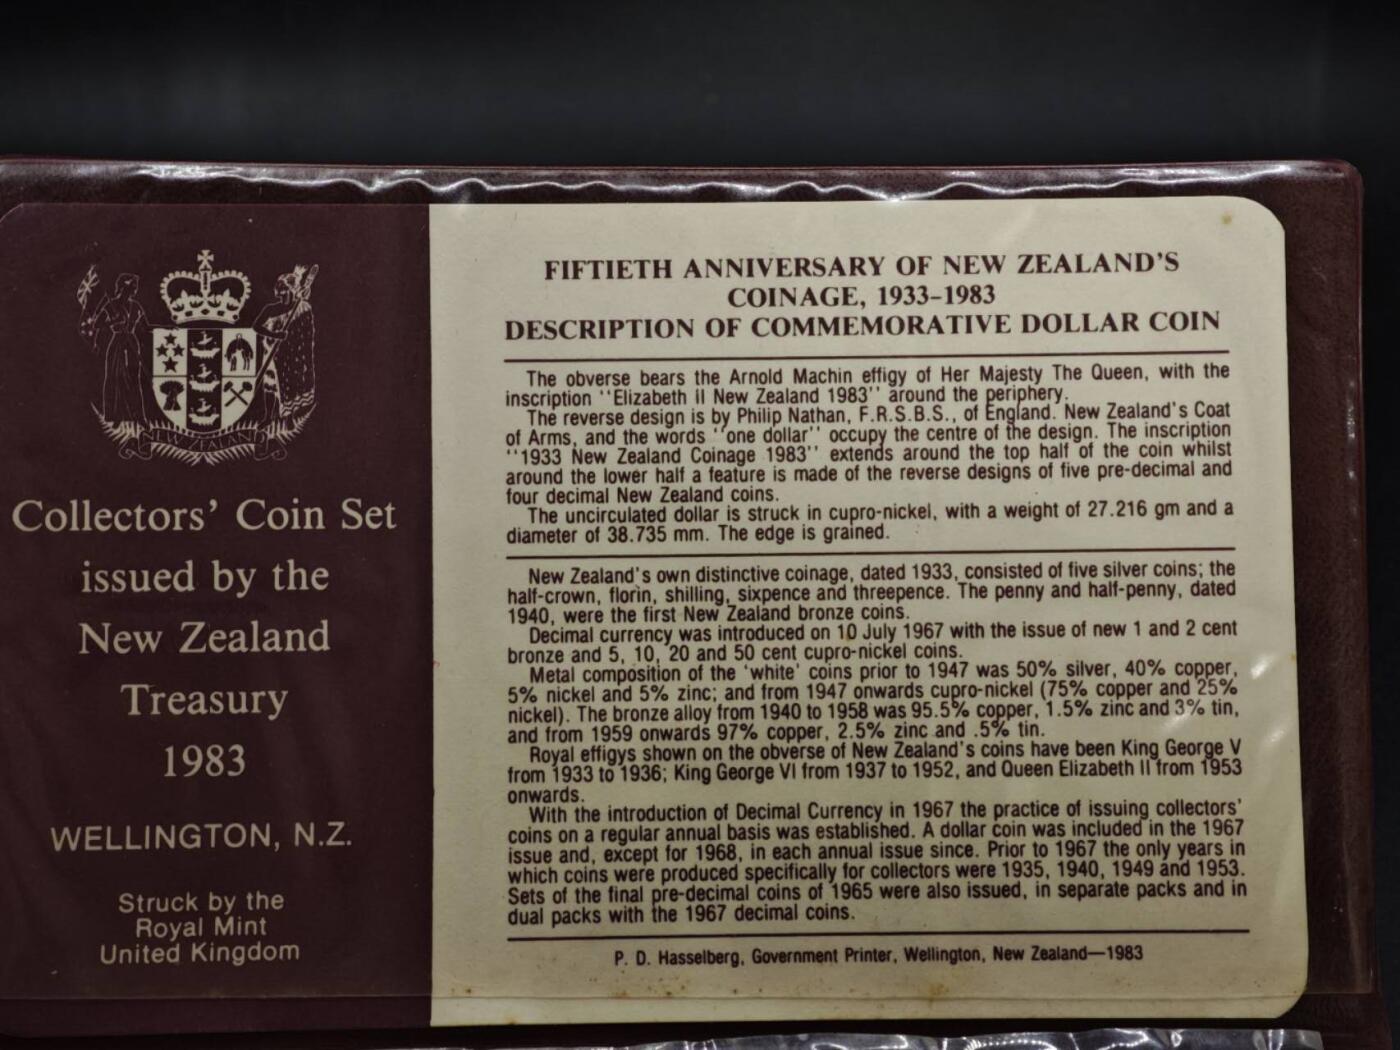 NEW ZEALAND
Collectors' Coin Set
issued by the
New Zealand
Treasury
1983
WELLINGTON, N.Z.
Struck by the
Royal Mint
United Kingdom
FIFTIETH ANNIVERSARY OF NEW ZEALAND'S
COINAGE, 1933–1983
DESCRIPTION OF COMMEMORATIVE DOLLAR COIN
The obverse bears the Arnold Machin effigy of Her Majesty The Queen, with the
inscription ''Elizabeth II New Zealand 1983'' around the periphery.
The reverse design is by Philip Nathan, F.R.S.B.S., of England. New Zealand's Coat
of Arms, and the words ''one dollar'' occupy the centre of the design. The inscription
''1933 New Zealand Coinage 1983'' extends around the top half of the coin whilst
around the lower half a feature is made of the reverse designs of five pre-decimal and
four decimal New Zealand coins.
The uncirculated dollar is struck in cupro-nickel, with a weight of 27.216 gm and a
diameter of 38.735 mm. The edge is grained.
New Zealand's own distinctive coinage, dated 1933, consisted of five silver coins; the
half-crown, florin, shilling, sixpence and threepence. The penny and half-penny, dated
1940, were the first New Zealand bronze coins.
Decimal currency was introduced on 10 July 1967 with the issue of new 1 and 2 cent
bronze and 5, 10, 20 and 50 cent cupro-nickel coins.
Metal composition of the 'white' coins prior to 1947 was 50% silver, 40% copper,
5% nickel and 5% zinc; and from 1947 onwards cupro-nickel (75% copper and 25%
nickel). The bronze alloy from 1940 to 1958 was 95.5% copper, 1.5% zinc and 3% tin,
and from 1959 onwards 97% copper, 2.5% zinc and .5% tin.
Royal effigys shown on the obverse of New Zealand's coins have been King George V
from 1933 to 1936; King George VI from 1937 to 1952, and Queen Elizabeth II from 1953
onwards.
With the introduction of Decimal Currency in 1967 the practice of issuing collectors'
coins on a regular annual basis was established. A dollar coin was included in the 1967
issue and, except for 1968, in each annual issue since. Prior to 1967 the only years in
which coins were produced specifically for collectors were 1935, 1940, 1949 and 1953.
Sets of the final pre-decimal coins of 1965 were also issued, in separate packs and in
dual packs with the 1967 decimal coins.
P. D. Hasselberg, Government Printer, Wellington, New Zealand—1983